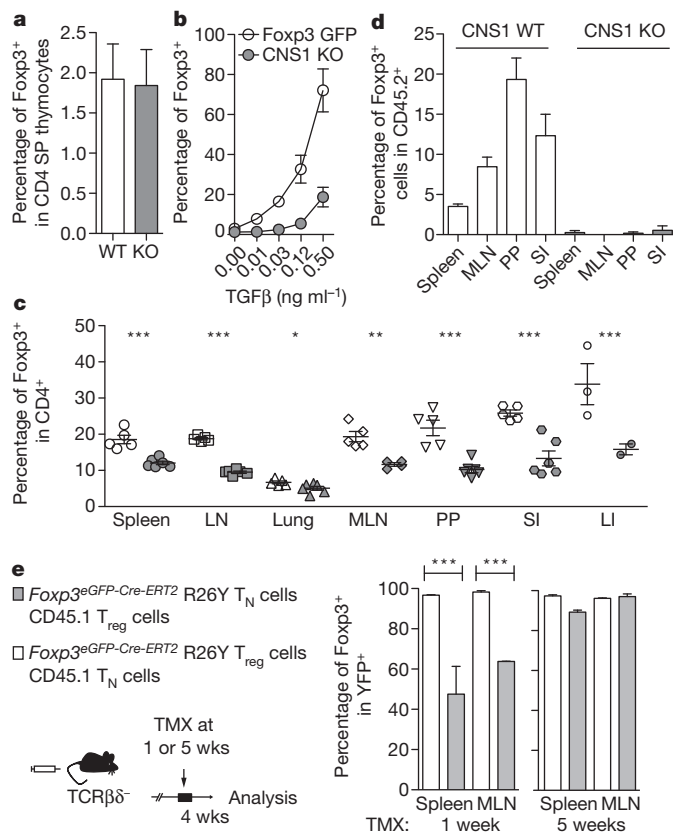 a
Percentage of Foxp3+
in CD4 SP thymocytes
2.5
2.0
1.5
1.0
0.5
0.0
WT KO
b
Foxp3 GFP
CNS1 KO
Percentage of Foxp3+
100
80
60
40
20
0
0.00 0.01 0.03 0.12 0.50
TGFβ (ng ml−1)
d
CNS1 WT CNS1 KO
Percentage of Foxp3+
cells in CD45.2+
25
20
15
10
5
0
Spleen MLN PP SI Spleen MLN PP SI
c
Percentage of Foxp3+
in CD4+
50
40
30
20
10
0
*** *** * ** *** *** ***
Spleen LN Lung MLN PP SI LI
e
Foxp3eGFP-Cre-ERT2 R26Y TN cells
CD45.1 Treg cells
Foxp3eGFP-Cre-ERT2 R26Y Treg cells
CD45.1 TN cells
TMX at
1 or 5 wks
TCRβδ−
Analysis
4 wks
Percentage of Foxp3+
in YFP+
*** ***
100
80
60
40
20
0
Spleen MLN Spleen MLN
TMX: 1 week 5 weeks